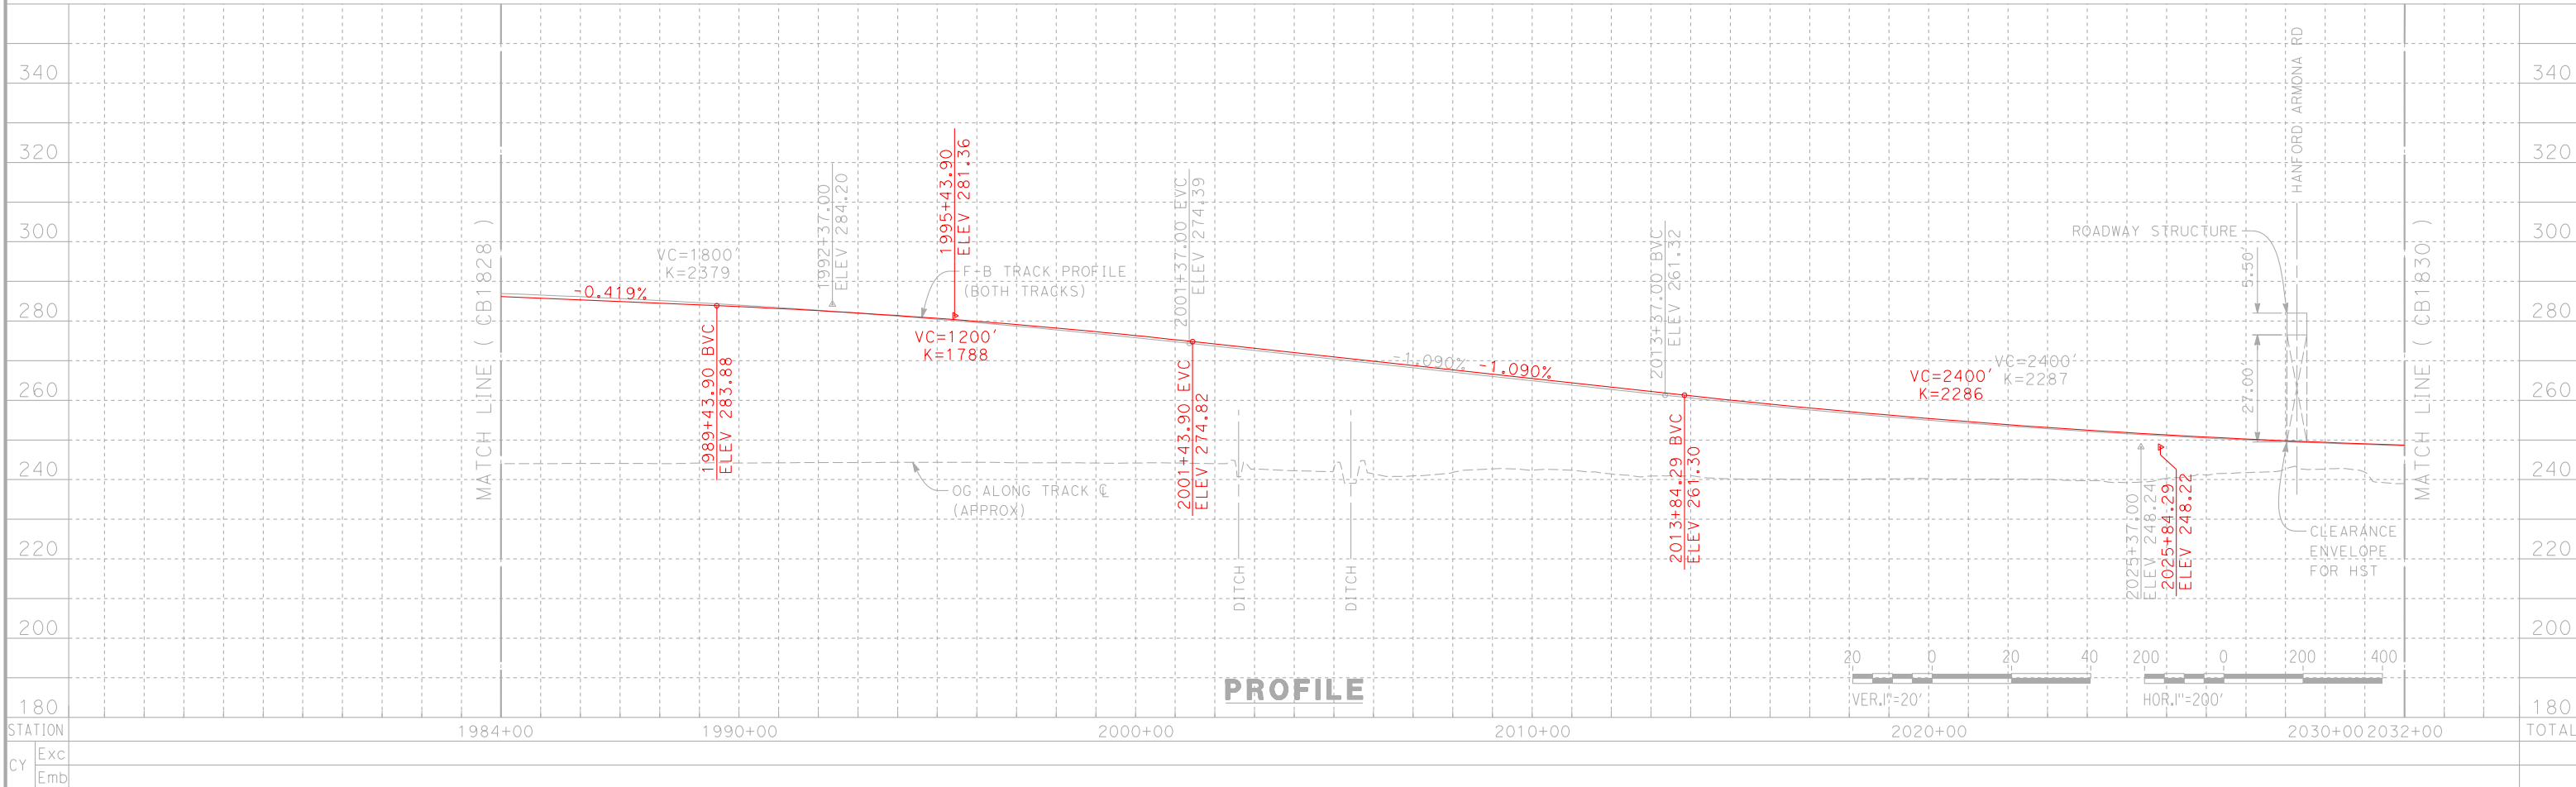 340
320
300
280
260
240
220
200
180
MATCH LINE ( CB1828 )
-0.419%
VC=1800'
K=2379
1989+43.90 BVC
ELEV 283.88
1992+37.00
ELEV 284.20
1995+43.90
ELEV 281.36
F-B TRACK PROFILE
(BOTH TRACKS)
VC=1200'
K=1788
OG ALONG TRACK ℄
(APPROX)
2001+37.00 EVC
ELEV 274.39
2001+43.90 EVC
ELEV 274.82
DITCH
DITCH
-1.090%
-1.090%
2013+37.00 BVC
ELEV 261.32
2013+84.29 BVC
ELEV 261.30
VC=2400'
K=2286
VC=2400'
K=2287
2025+37.00
ELEV 248.24
2025+84.29
ELEV 248.22
ROADWAY STRUCTURE
HANFORD ARMONA RD
5.50'
27.00'
CLEARANCE
ENVELOPE
FOR HST
MATCH LINE ( CB1830 )
340
320
300
280
260
240
220
200
180
PROFILE
20 0 20 40
VER.1"=20'
200 0 200 400
HOR.1"=200'
STATION 1984+00 1990+00 2000+00 2010+00 2020+00 2030+00 2032+00 TOTAL
CY
Exc
Emb